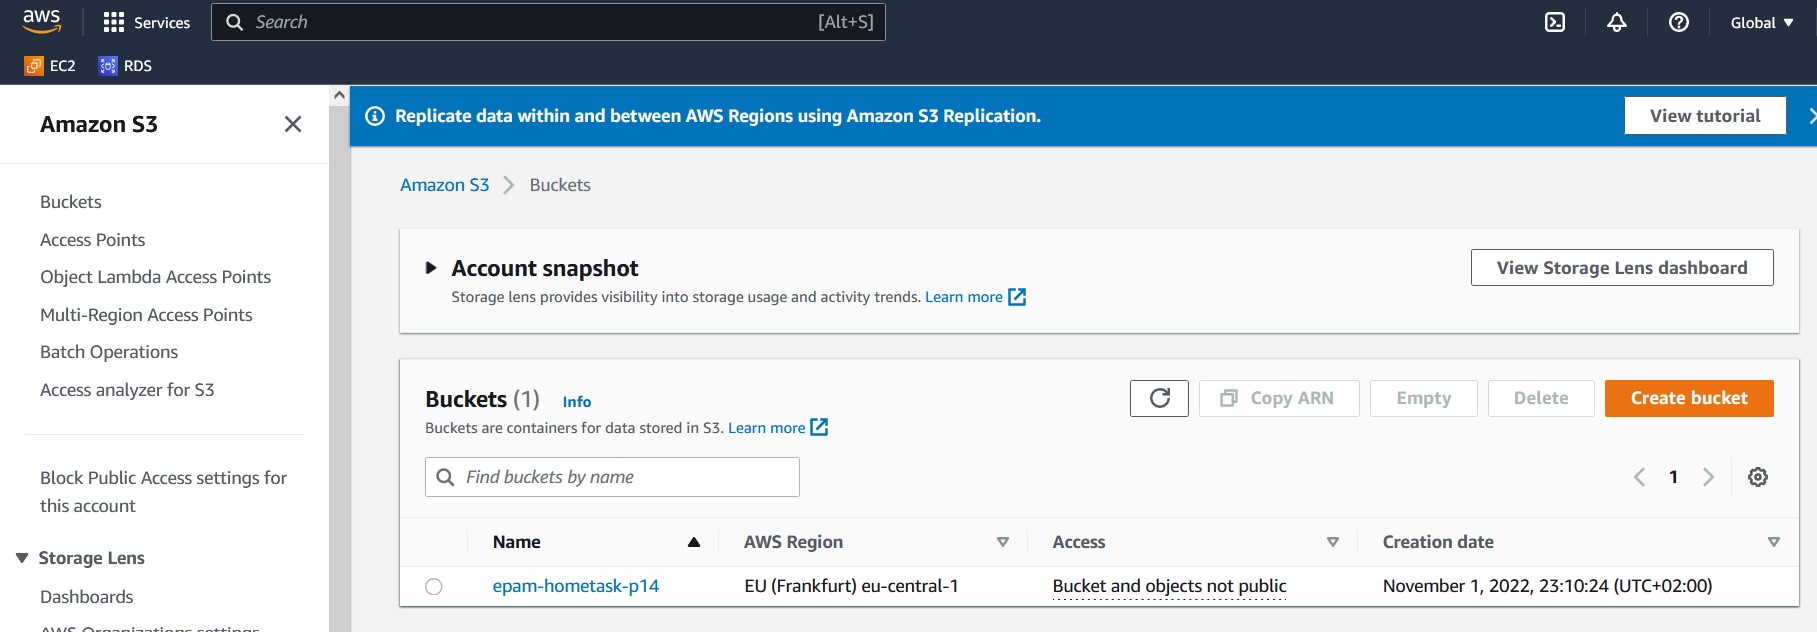 aws
Services
Search
[Alt+S]
Global
EC2
RDS
Amazon S3
Buckets
Access Points
Object Lambda Access Points
Multi-Region Access Points
Batch Operations
Access analyzer for S3
Block Public Access settings for
this account
Storage Lens
Dashboards
AWS Organizations settings
Replicate data within and between AWS Regions using Amazon S3 Replication.
View tutorial
Amazon S3 > Buckets
Account snapshot
View Storage Lens dashboard
Storage lens provides visibility into storage usage and activity trends. Learn more
Buckets (1) Info
Copy ARN
Empty
Delete
Create bucket
Buckets are containers for data stored in S3. Learn more
Find buckets by name
1
Name AWS Region Access Creation date
epam-hometask-p14 EU (Frankfurt) eu-central-1 Bucket and objects not public November 1, 2022, 23:10:24 (UTC+02:00)